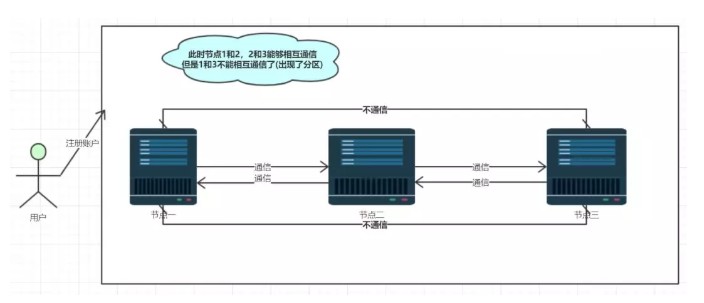 此时节点1和2，2和3能够相互通信
但是1和3不能相互通信了(出现了分区)
不通信
注册账户
通信
通信
通信
通信
用户
节点一
节点二
节点三
不通信